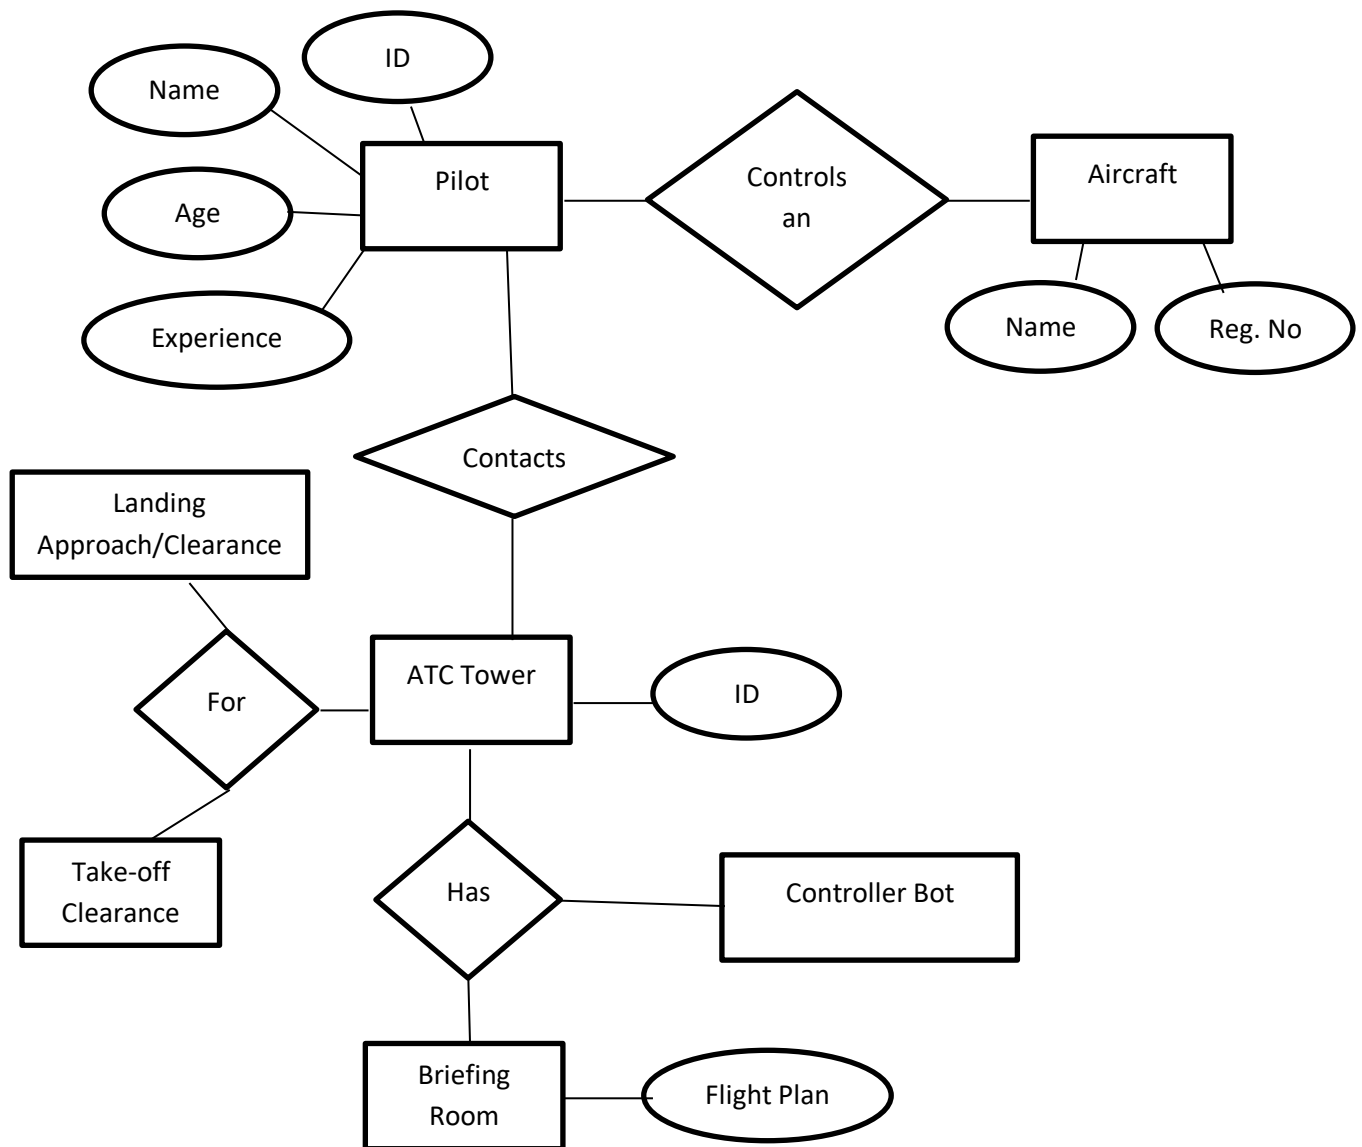 ID
Name
Pilot
Controls
an
Aircraft
Age
Experience
Name
Reg. No
Contacts
Landing
Approach/Clearance
ATC Tower
For
ID
Take-off
Clearance
Has
Controller Bot
Briefing
Room
Flight Plan